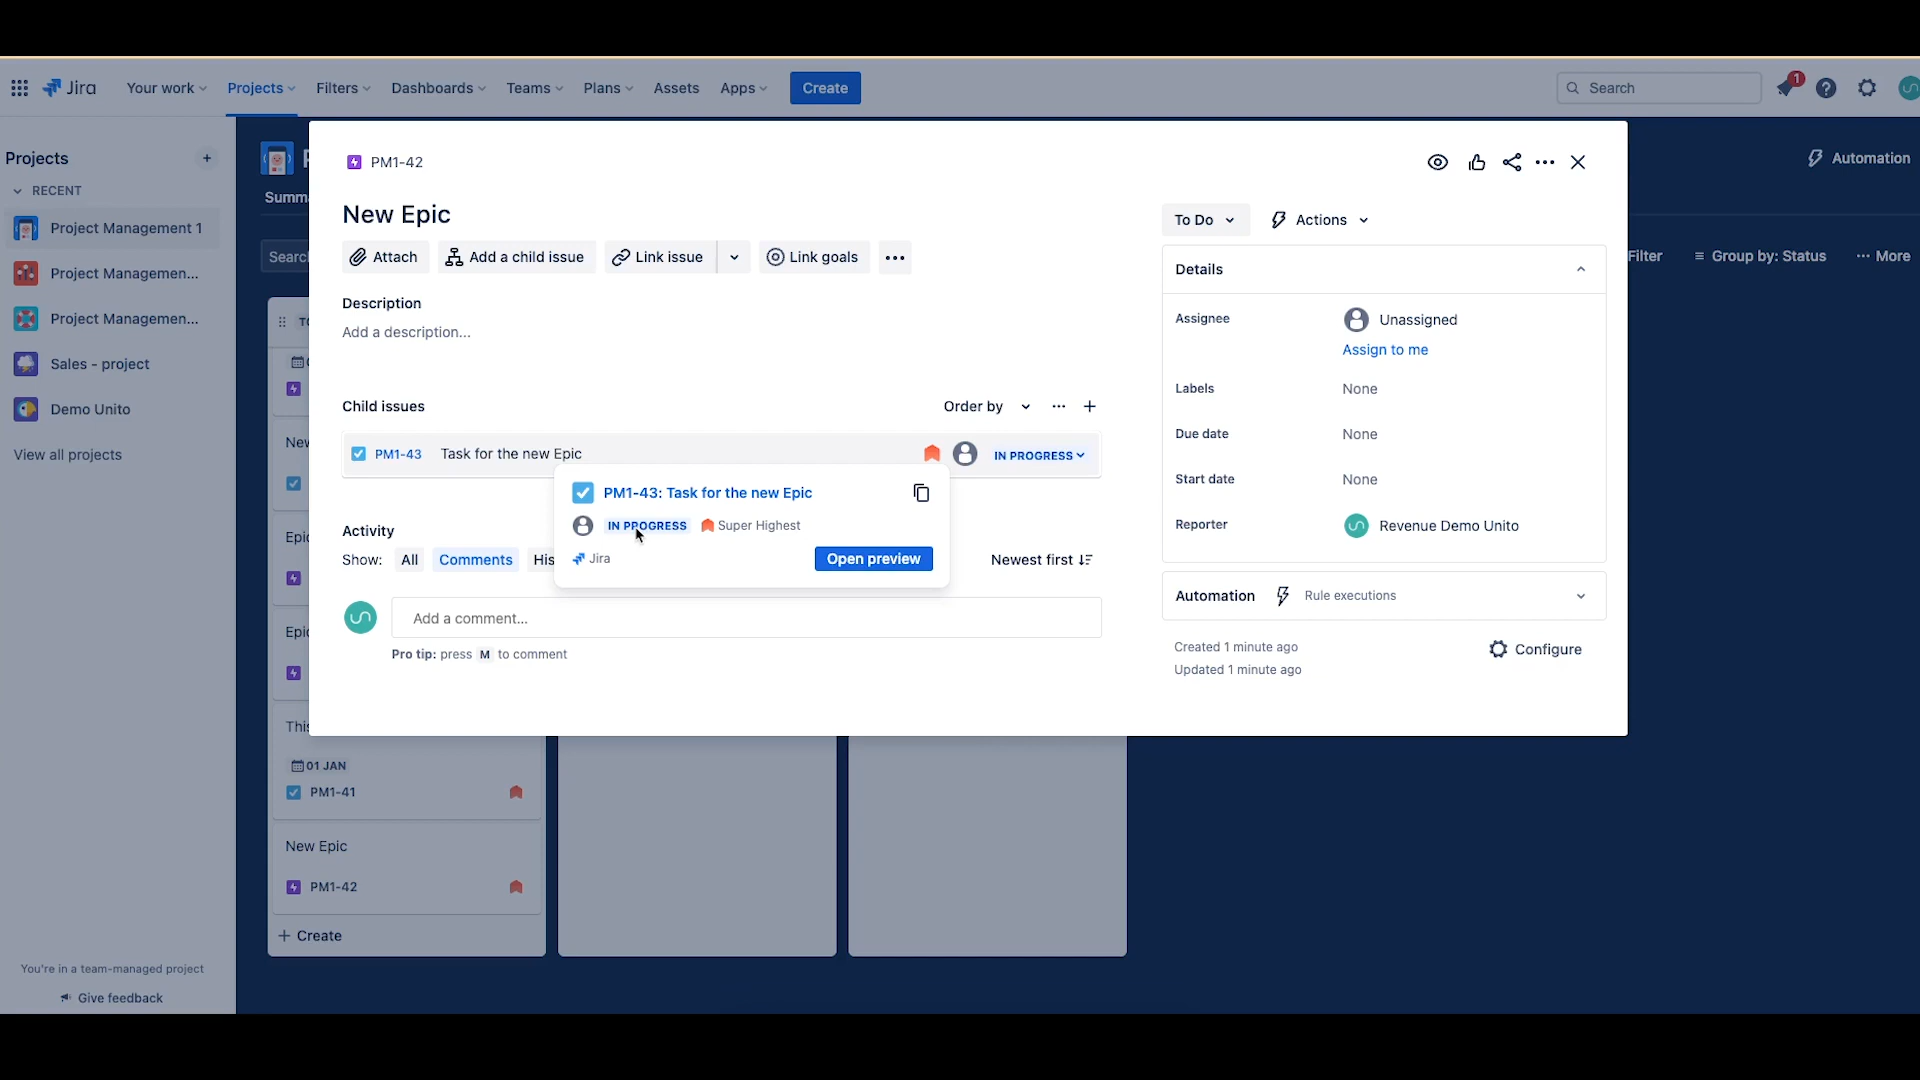 Jira Your work Projects Filters Dashboards Teams Plans Assets Apps Create Search 1
Projects
RECENT
Project Management 1
Project Managemen...
Project Managemen...
Sales - project
Demo Unito
View all projects
You're in a team-managed project
Give feedback
Summa
Automation
Searc
Filter Group by: Status More
01 JAN
PM1-41
New Epic
PM1-42
Create
PM1-42
New Epic
Attach Add a child issue Link issue Link goals
Description
Add a description...
Child issues Order by
PM1-43 Task for the new Epic IN PROGRESS
PM1-43: Task for the new Epic
IN PROGRESS Super Highest
Jira Open preview
Activity
Show: All Comments His Newest first
Add a comment...
Pro tip: press M to comment
To Do Actions
Details
Assignee Unassigned
Assign to me
Labels None
Due date None
Start date None
Reporter Revenue Demo Unito
Automation Rule executions
Created 1 minute ago
Updated 1 minute ago
Configure